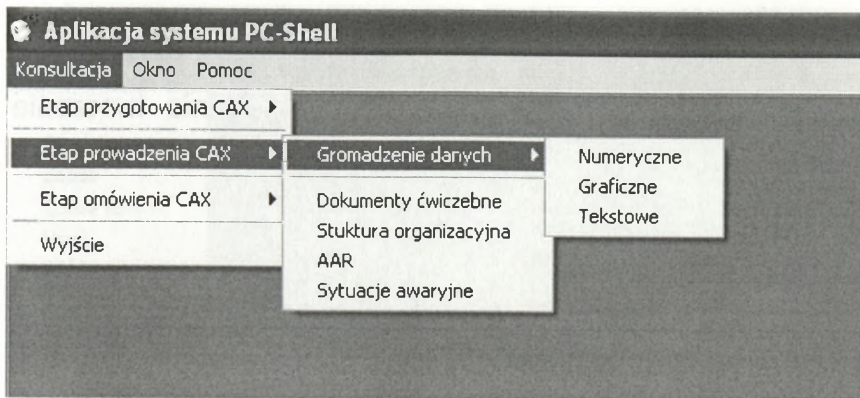 Aplikacja systemu PC-Shell
Konsultacja Okno Pomoc
Etap przygotowania CAX
Etap prowadzenia CAX
Etap omówienia CAX
Wyjście
Gromadzenie danych
Dokumenty ćwiczebne
Stuktura organizacyjna
AAR
Sytuacje awaryjne
Numeryczne
Graficzne
Tekstowe